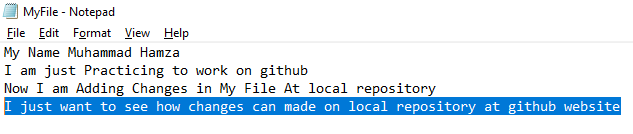 MyFile - Notepad
File Edit Format View Help
My Name Muhammad Hamza
I am just Practicing to work on github
Now I am Adding Changes in My File At local repository
I just want to see how changes can made on local repository at github website